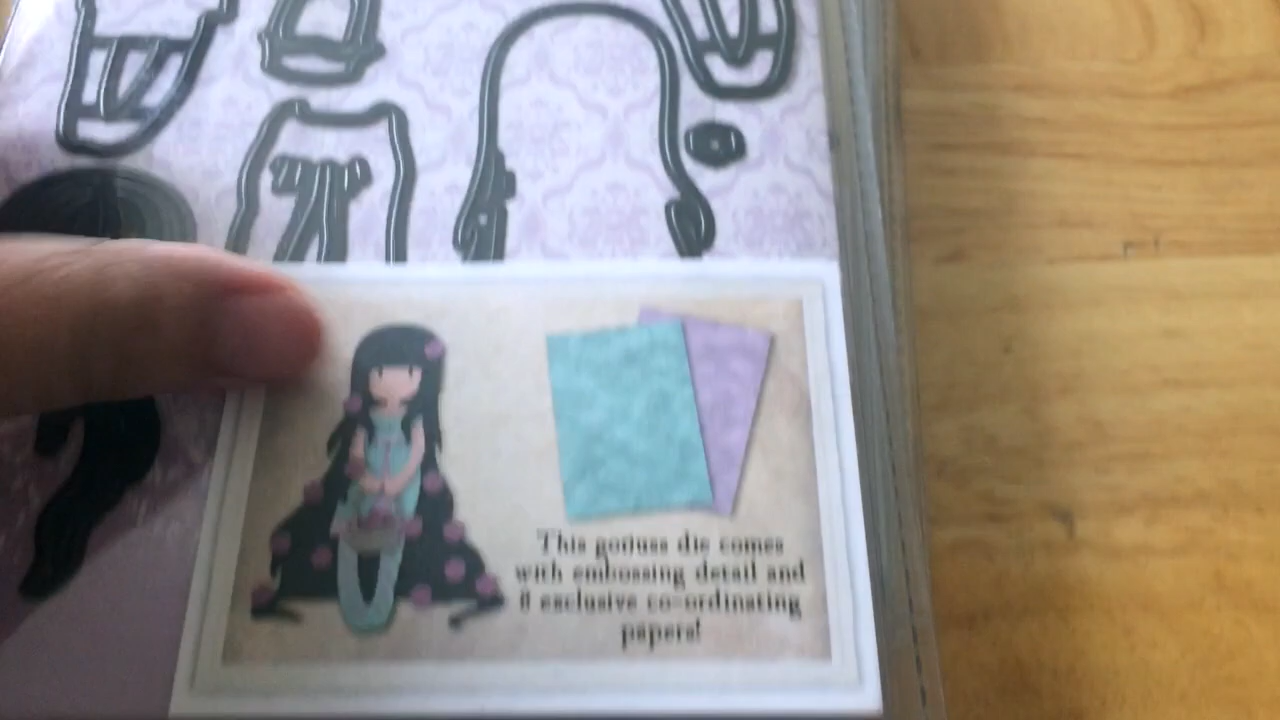 This gorjuss die comes
with embossing detail and
8 exclusive co-ordinating
papers!